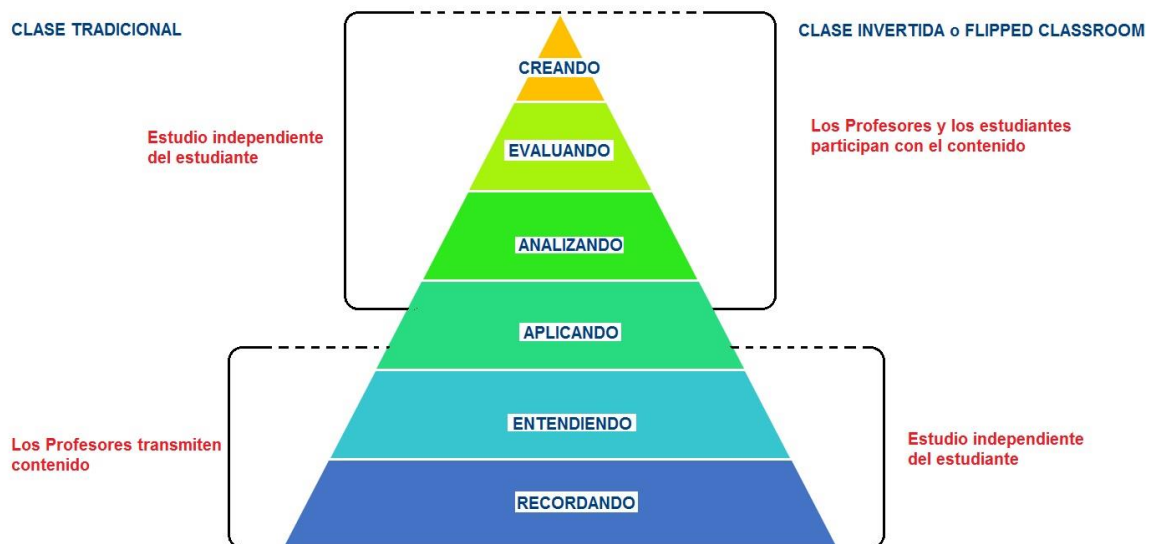 CLASE TRADICIONAL
CLASE INVERTIDA o FLIPPED CLASSROOM
CREANDO
Estudio independiente
del estudiante
Los Profesores y los estudiantes
participan con el contenido
EVALUANDO
ANALIZANDO
APLICANDO
ENTENDIENDO
Los Profesores transmiten
contenido
Estudio independiente
del estudiante
RECORDANDO